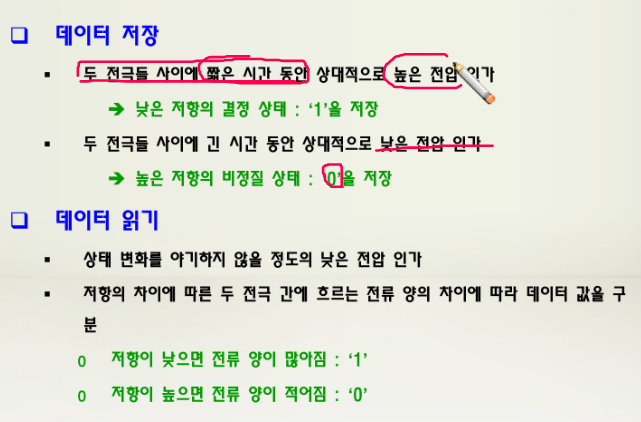 ❑ 데이터 저장
▪ 두 전극들 사이에 짧은 시간 동안 상대적으로 높은 전압 인가
➔ 낮은 저항의 결정 상태 : ‘1’을 저장
▪ 두 전극들 사이에 긴 시간 동안 상대적으로 낮은 전압 인가
➔ 높은 저항의 비정질 상태 : ‘0’을 저장
❑ 데이터 읽기
▪ 상태 변화를 야기하지 않을 정도의 낮은 전압 인가
▪ 저항의 차이에 따른 두 전극 간에 흐르는 전류 양의 차이에 따라 데이터 값을 구
분
o 저항이 낮으면 전류 양이 많아짐 : ‘1’
o 저항이 높으면 전류 양이 적어짐 : ‘0’